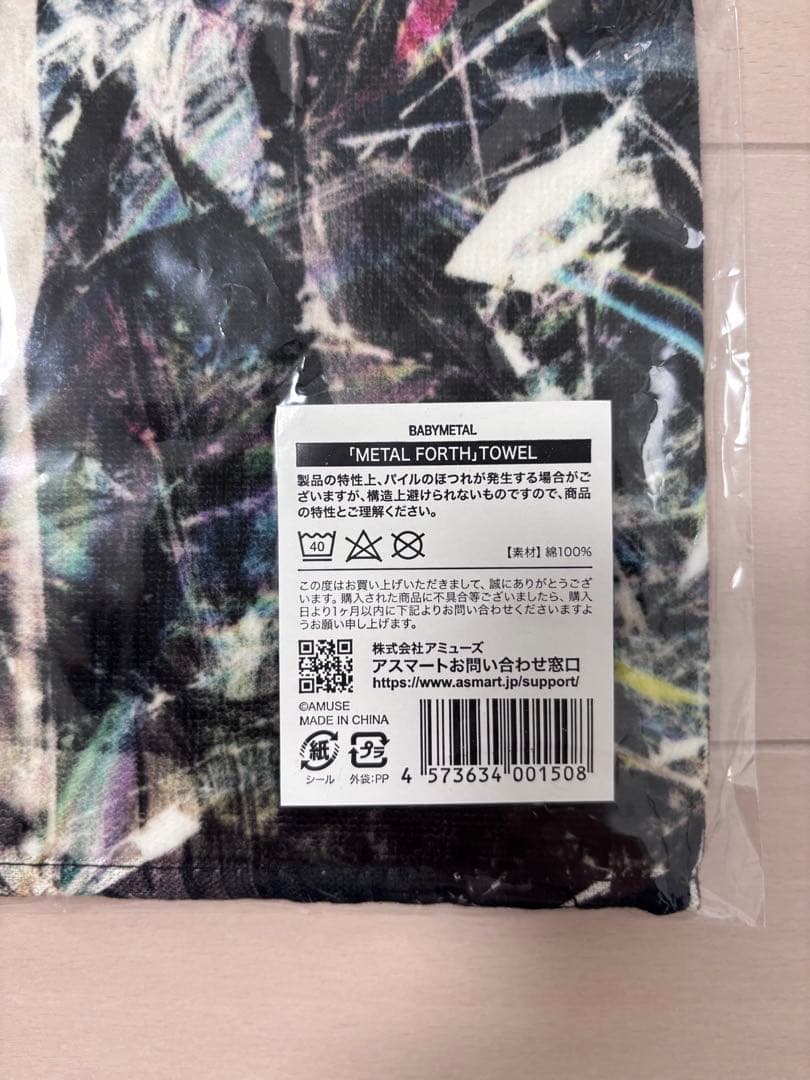 BABYMETAL
「METAL FORTH」TOWEL
製品の特性上、パイルのほつれが発生する場合がご
ざいますが、構造上避けられないものですので、商品
の特性とご理解ください。
40
【素材】綿100%
この度はお買い上げいただきまして、誠にありがとうござ
います。購入された商品に不具合等ございましたら、購入
日より1ヶ月以内に下記よりお問い合わせくださいますよ
うお願い申し上げます。
株式会社アミューズ
アスマートお問い合わせ窓口
https://www.asmart.jp/support/
©AMUSE
MADE IN CHINA
紙
プラ
シール
外袋:PP
4 573634 001508